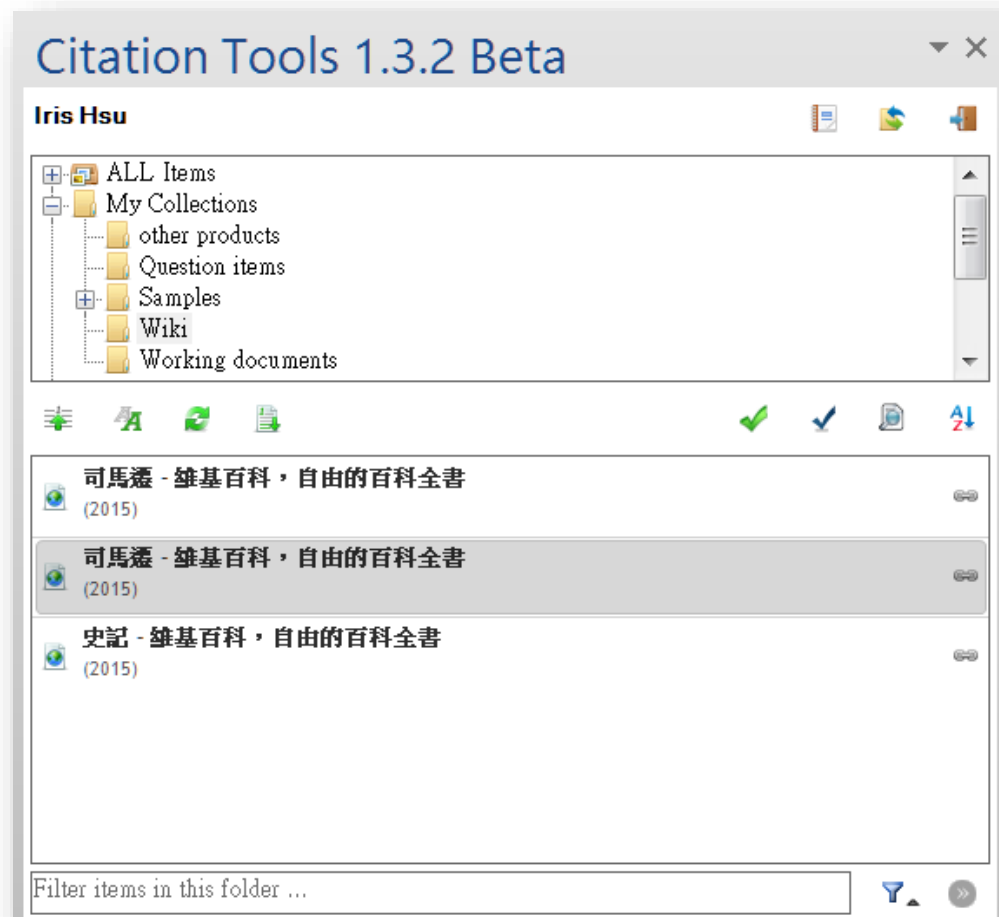 Citation Tools 1.3.2 Beta
Iris Hsu
ALL Items
My Collections
other products
Question items
Samples
Wiki
Working documents
司馬遷 - 維基百科，自由的百科全書
(2015)
司馬遷 - 維基百科，自由的百科全書
(2015)
史記 - 維基百科，自由的百科全書
(2015)
Filter items in this folder ...